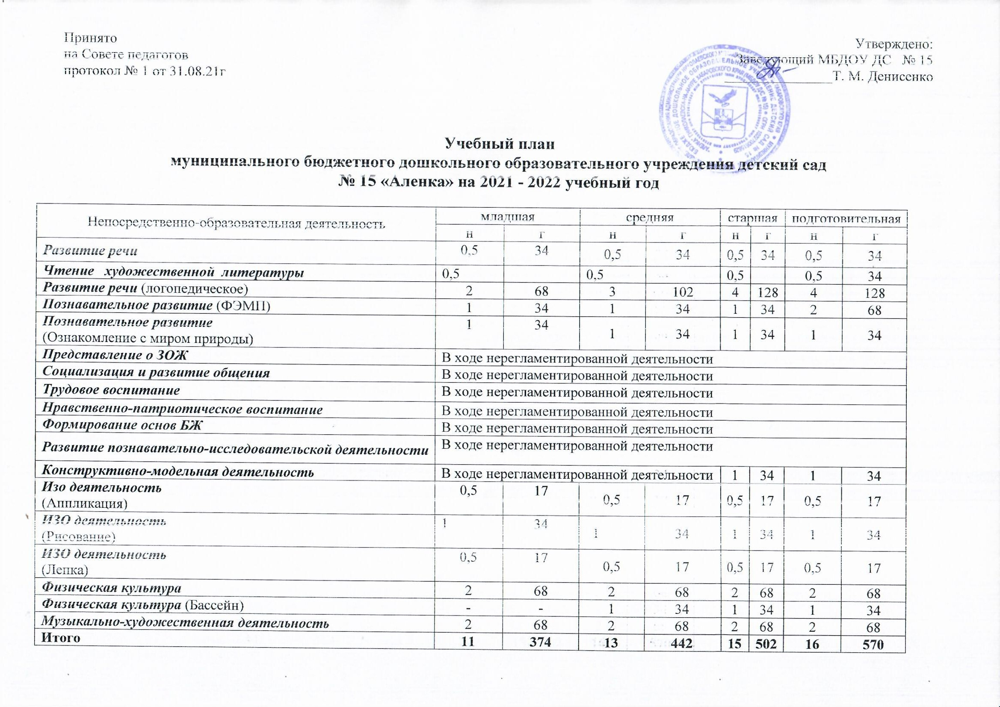 Принято
на Совете педагогов
протокол № 1 от 31.08.21г
Утверждено:
Заведующий МБДОУ ДС № 15
Т. М. Денисенко
Учебный план
муниципального бюджетного дошкольного образовательного учреждения детский сад
№ 15 «Аленка» на 2021 - 2022 учебный год
Непосредственно-образовательная деятельность младшая средняя старшая подготовительная
н г н г н г н г
Развитие речи 0,5 34 0,5 34 0,5 34 0,5 34
Чтение художественной литературы 0,5 0,5 0,5 0,5 34
Развитие речи (логопедическое) 2 68 3 102 4 128 4 128
Познавательное развитие (ФЭМП) 1 34 1 34 1 34 2 68
Познавательное развитие
(Ознакомление с миром природы) 1 34 1 34 1 34 1 34
Представление о ЗОЖ В ходе нерегламентированной деятельности
Социализация и развитие общения В ходе нерегламентированной деятельности
Трудовое воспитание В ходе нерегламентированной деятельности
Нравственно-патриотическое воспитание В ходе нерегламентированной деятельности
Формирование основ БЖ В ходе нерегламентированной деятельности
Развитие познавательно-исследовательской деятельности В ходе нерегламентированной деятельности
Конструктивно-модельная деятельность В ходе нерегламентированной деятельности 1 34 1 34
Изо деятельность
(Аппликация) 0,5 17 0,5 17 0,5 17 0,5 17
ИЗО деятельность
(Рисование) 1 34 1 34 1 34 1 34
ИЗО деятельность
(Лепка) 0,5 17 0,5 17 0,5 17 0,5 17
Физическая культура 2 68 2 68 2 68 2 68
Физическая культура (Бассейн) - - 1 34 1 34 1 34
Музыкально-художественная деятельность 2 68 2 68 2 68 2 68
Итого 11 374 13 442 15 502 16 570